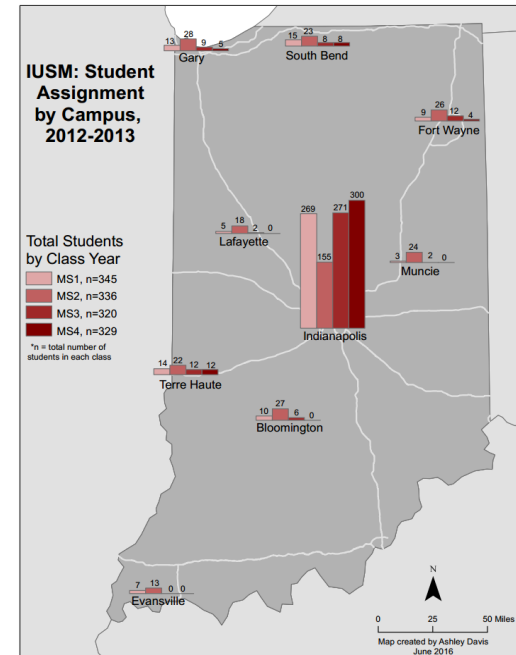 IUSM: Student
Assignment
by Campus,
2012-2013
13 28 9 5
Gary
15 23 8 8
South Bend
9 26 12 4
Fort Wayne
5 18 2 0
Lafayette
269 155 271 300
Indianapolis
3 24 2 0
Muncie
Total Students
by Class Year
MS1, n=345
MS2, n=336
MS3, n=320
MS4, n=329
*n = total number of
students in each class
14 22 12 12
Terre Haute
10 27 6 0
Bloomington
7 13 0 0
Evansville
N
0 25 50 Miles
Map created by Ashley Davis
June 2016